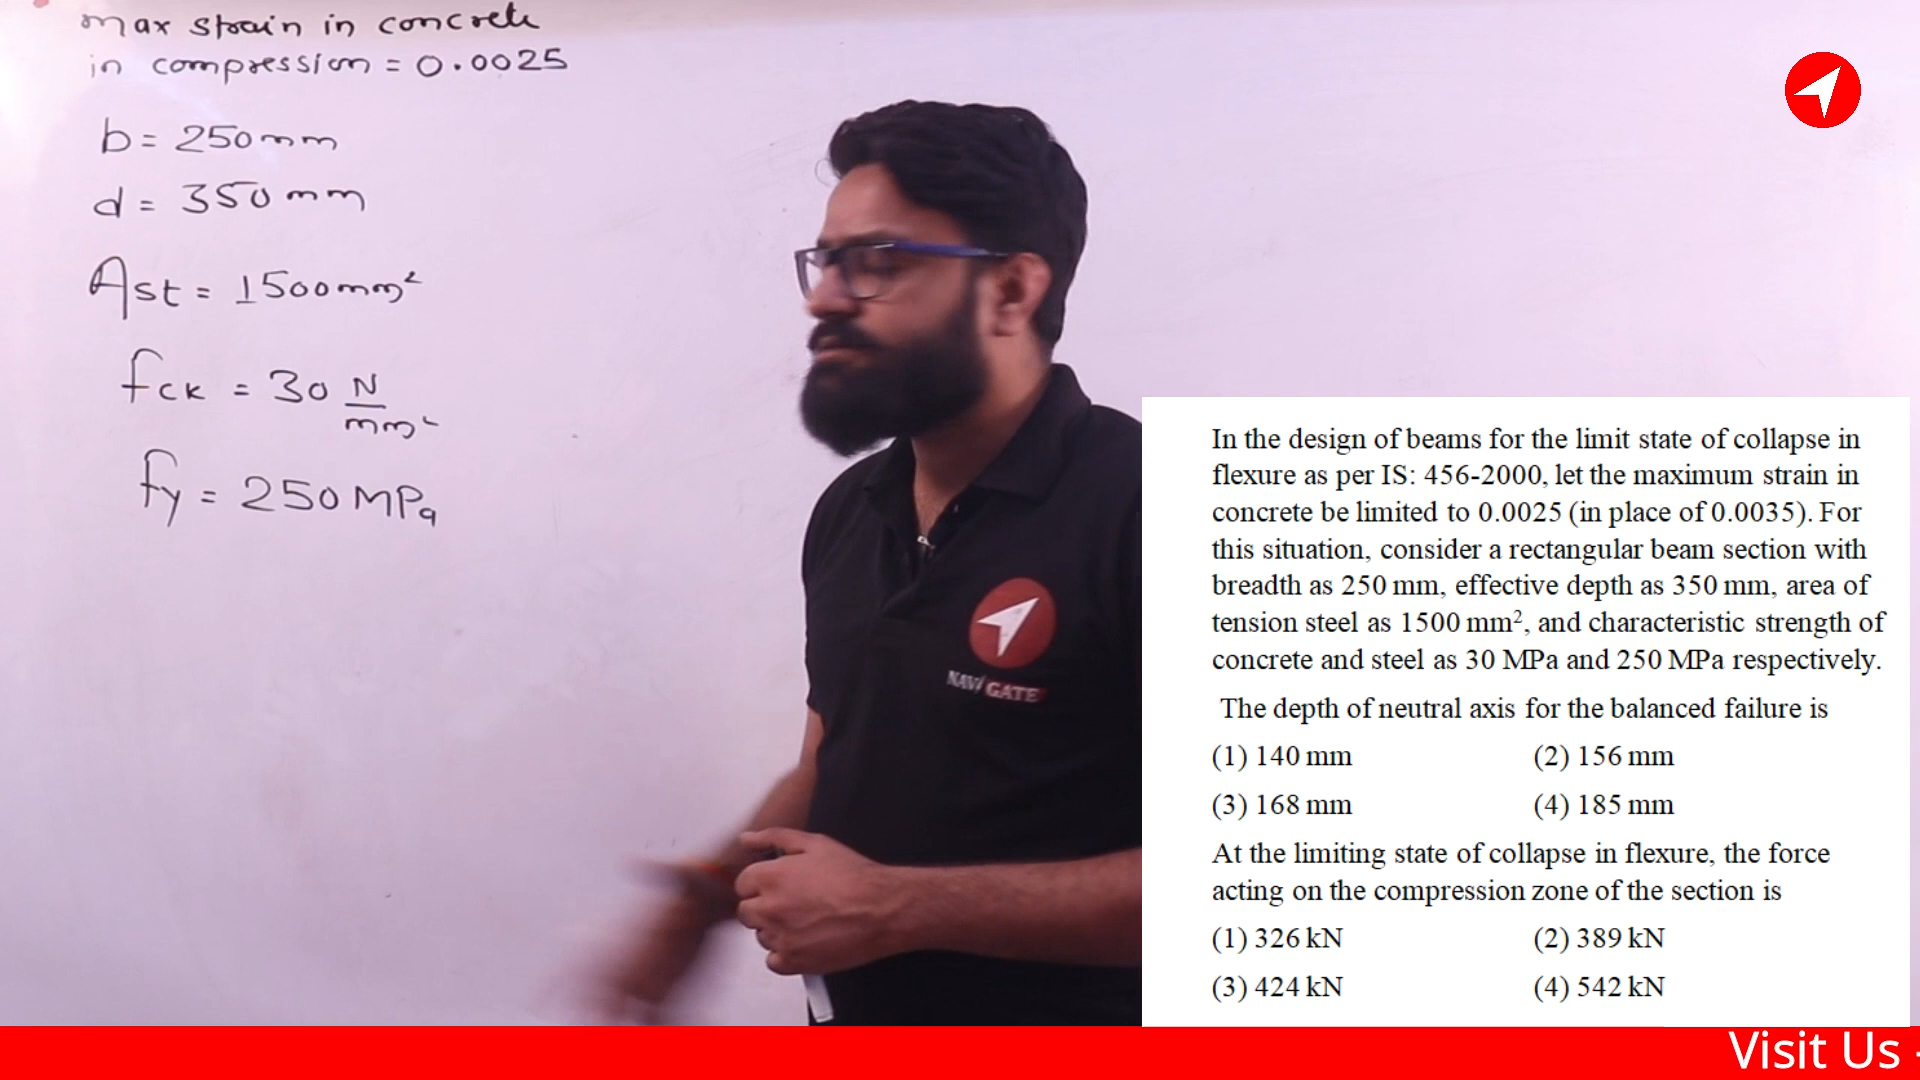 max strain in concrete
in compression = 0.0025
b = 250mm
d = 350 mm
Ast = 1500mm²
fck = 30 N
mm²
fy = 250 MPa
NAVI GATE
In the design of beams for the limit state of collapse in
flexure as per IS: 456-2000, let the maximum strain in
concrete be limited to 0.0025 (in place of 0.0035). For
this situation, consider a rectangular beam section with
breadth as 250 mm, effective depth as 350 mm, area of
tension steel as 1500 mm², and characteristic strength of
concrete and steel as 30 MPa and 250 MPa respectively.
The depth of neutral axis for the balanced failure is
(1) 140 mm (2) 156 mm
(3) 168 mm (4) 185 mm
At the limiting state of collapse in flexure, the force
acting on the compression zone of the section is
(1) 326 kN (2) 389 kN
(3) 424 kN (4) 542 kN
Visit Us -